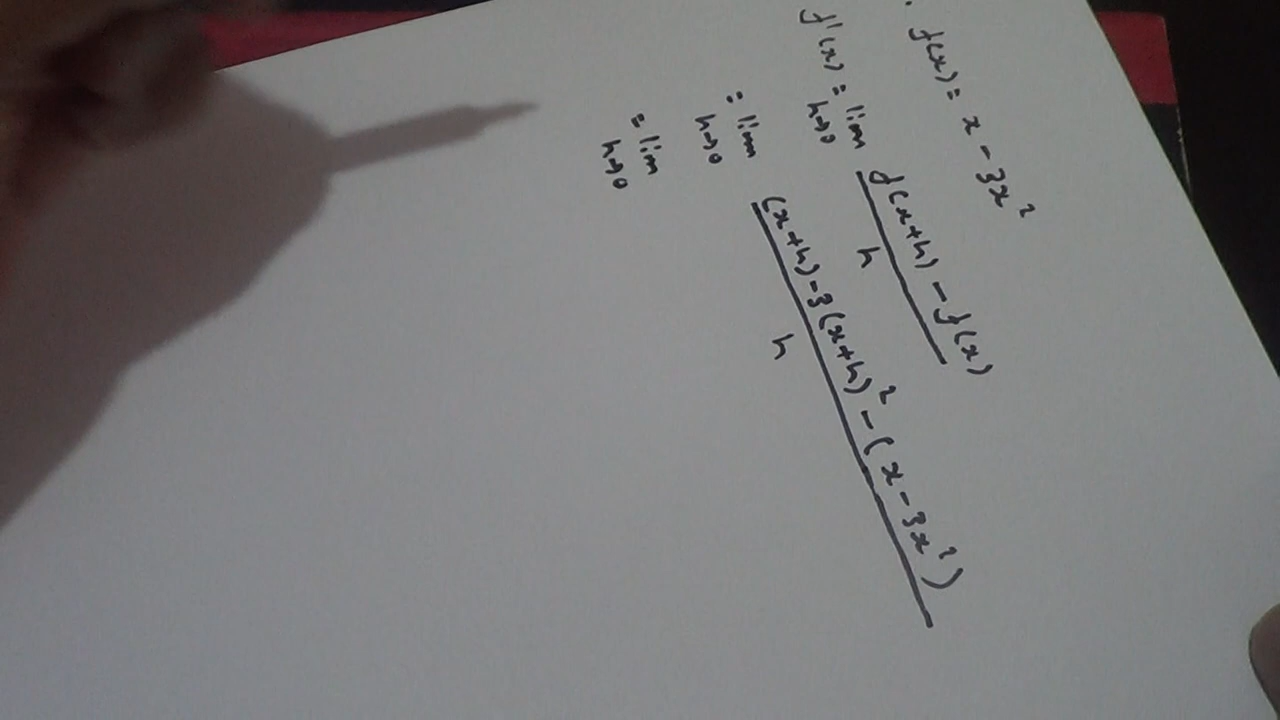 . f(x) = x - 3x²
f'(x) = lim h→0 f(x+h) - f(x) / h
= lim h→0 (x+h) - 3(x+h)² - (x - 3x²) / h
= lim h→0